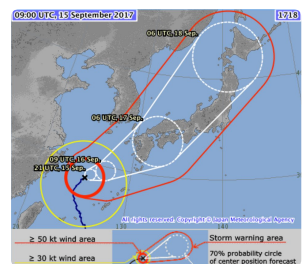 09:00 UTC, 15 September 2017
1718
06 UTC, 18 Sep.
06 UTC, 17 Sep.
09 UTC, 16 Sep.
21 UTC, 15 Sep.
130
140
All rights reserved. Copyright © Japan Meteorological Agency
≥ 50 kt wind area
Storm warning area
≥ 30 kt wind area
70% probability circle
of center position forecast